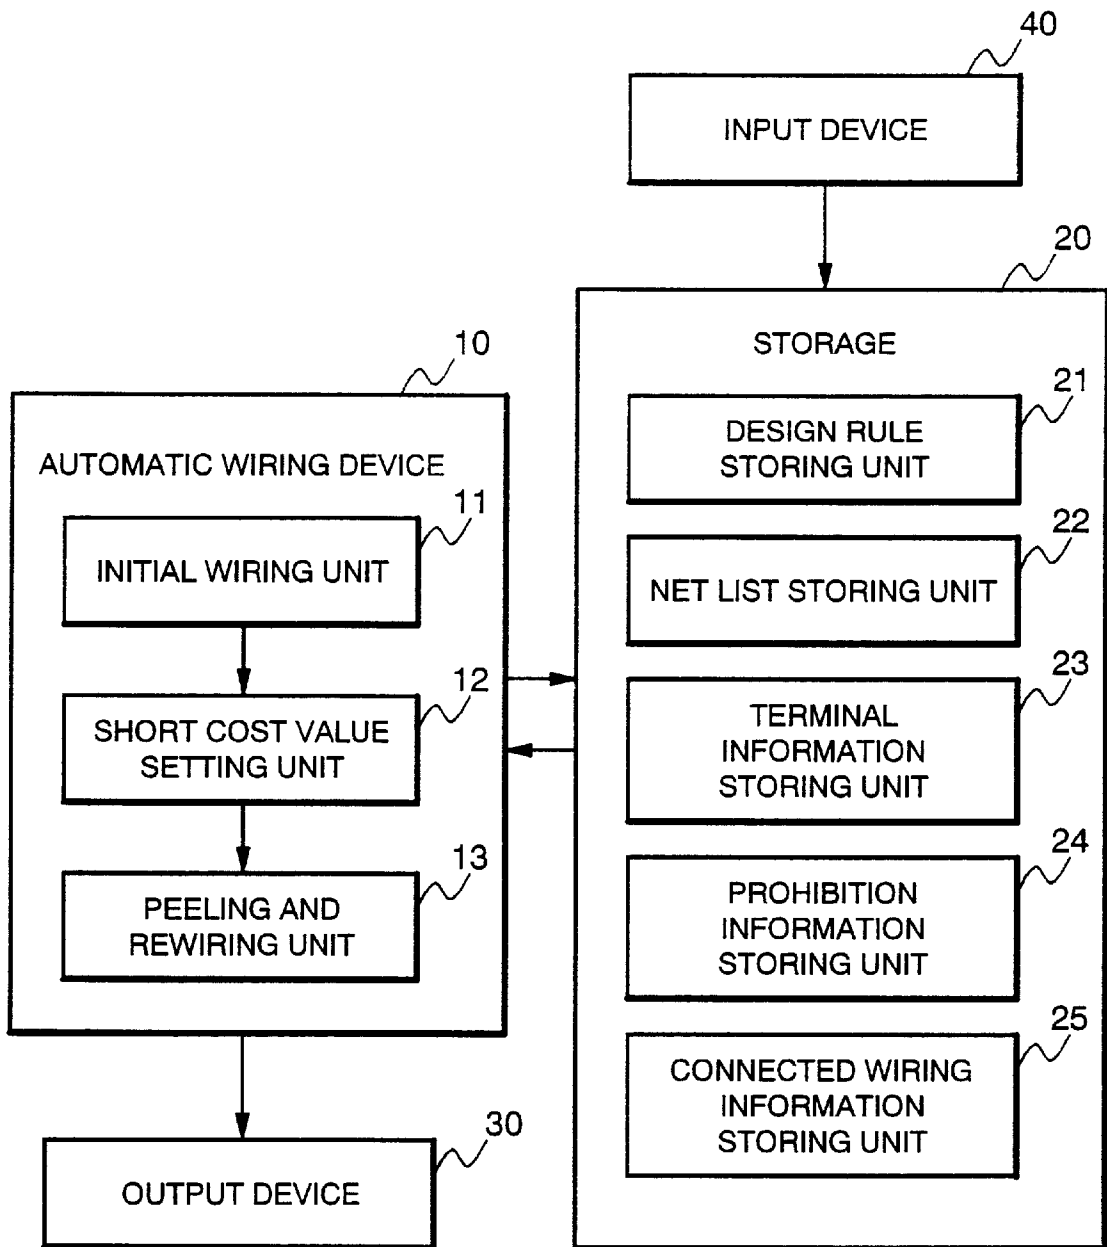 40
INPUT DEVICE
20
STORAGE
10
AUTOMATIC WIRING DEVICE
11
INITIAL WIRING UNIT
12
SHORT COST VALUE
SETTING UNIT
13
PEELING AND
REWIRING UNIT
21
DESIGN RULE
STORING UNIT
22
NET LIST STORING UNIT
23
TERMINAL
INFORMATION
STORING UNIT
24
PROHIBITION
INFORMATION
STORING UNIT
25
CONNECTED WIRING
INFORMATION
STORING UNIT
30
OUTPUT DEVICE